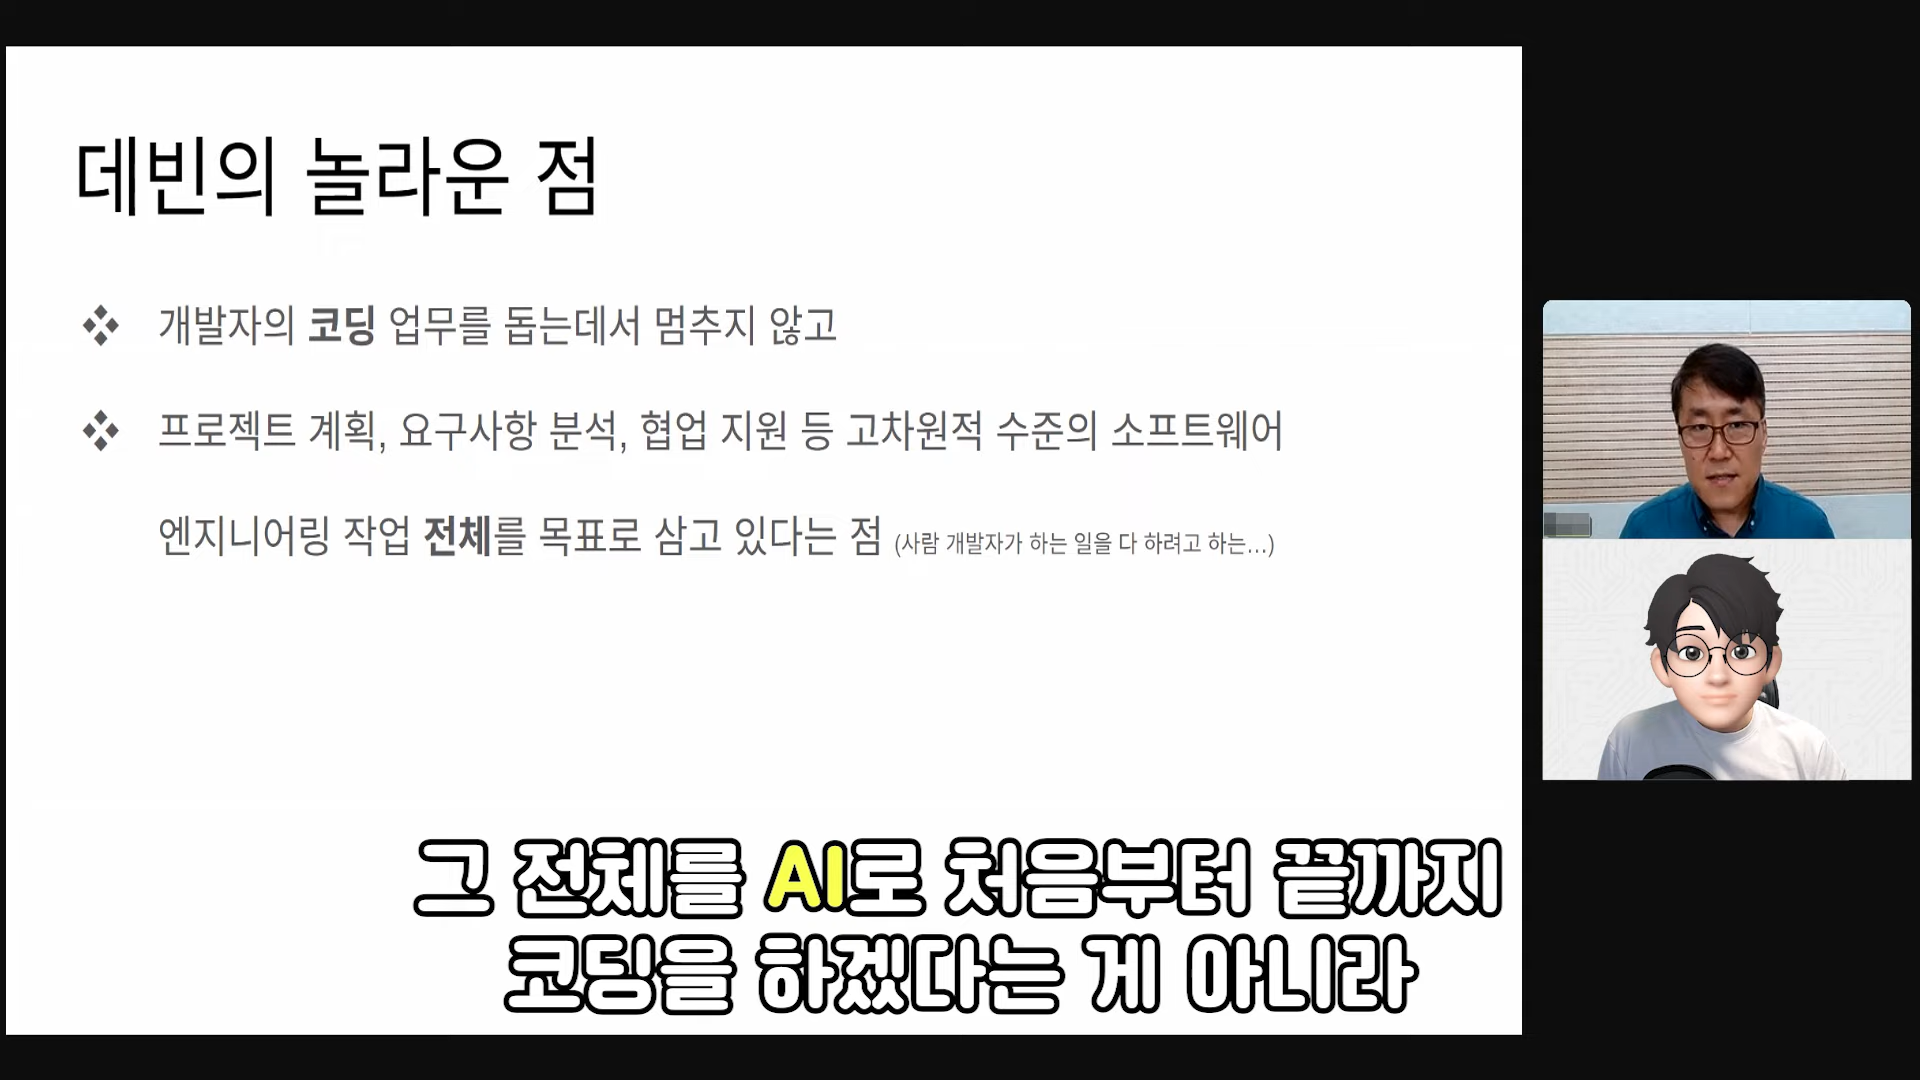 데빈의 놀라운 점
❖ 개발자의 코딩 업무를 돕는데서 멈추지 않고
❖ 프로젝트 계획, 요구사항 분석, 협업 지원 등 고차원적 수준의 소프트웨어
엔지니어링 작업 전체를 목표로 삼고 있다는 점 (사람 개발자가 하는 일을 다 하려고 하는...)
그 전체를 AI로 처음부터 끝까지
코딩을 하겠다는 게 아니라